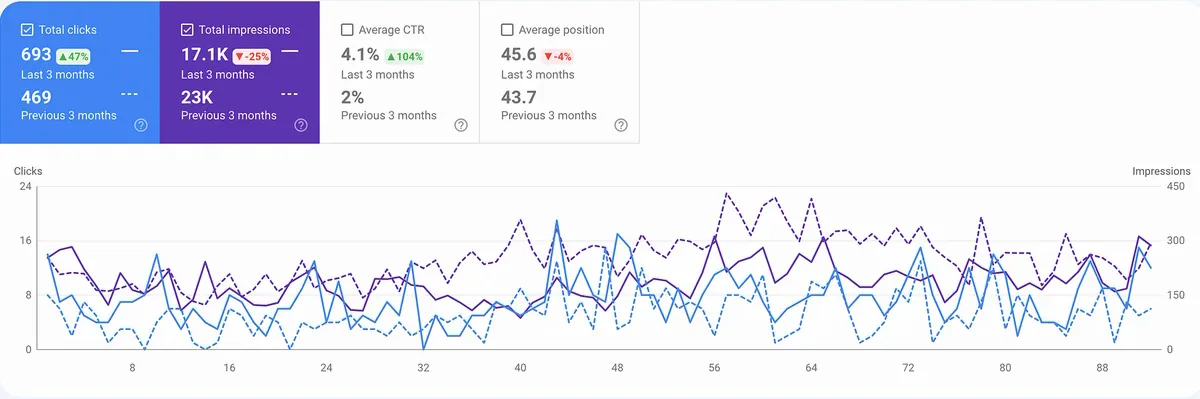 Total clicks
693 ▲47%
Last 3 months
469
Previous 3 months
Total impressions
17.1K ▼-25%
Last 3 months
23K
Previous 3 months
Average CTR
4.1% ▲104%
Last 3 months
2%
Previous 3 months
Average position
45.6 ▼-4%
Last 3 months
43.7
Previous 3 months
Clicks Impressions
24 450
16 300
8 150
0 0
8 16 24 32 40 48 56 64 72 80 88